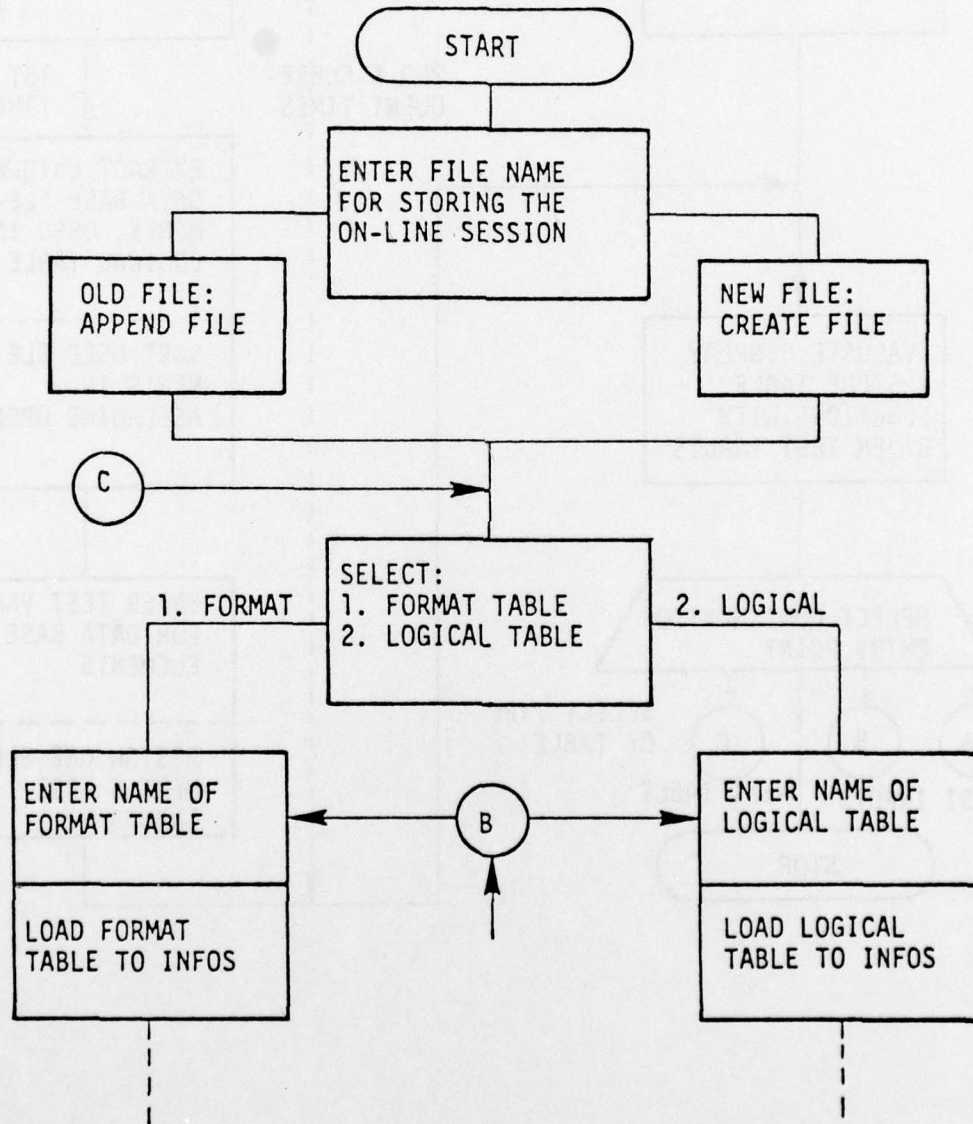 START
ENTER FILE NAME
FOR STORING THE
ON-LINE SESSION
OLD FILE:
APPEND FILE
NEW FILE:
CREATE FILE
C
SELECT:
1. FORMAT TABLE
2. LOGICAL TABLE
1. FORMAT
2. LOGICAL
ENTER NAME OF
FORMAT TABLE
B
ENTER NAME OF
LOGICAL TABLE
LOAD FORMAT
TABLE TO INFOS
LOAD LOGICAL
TABLE TO INFOS